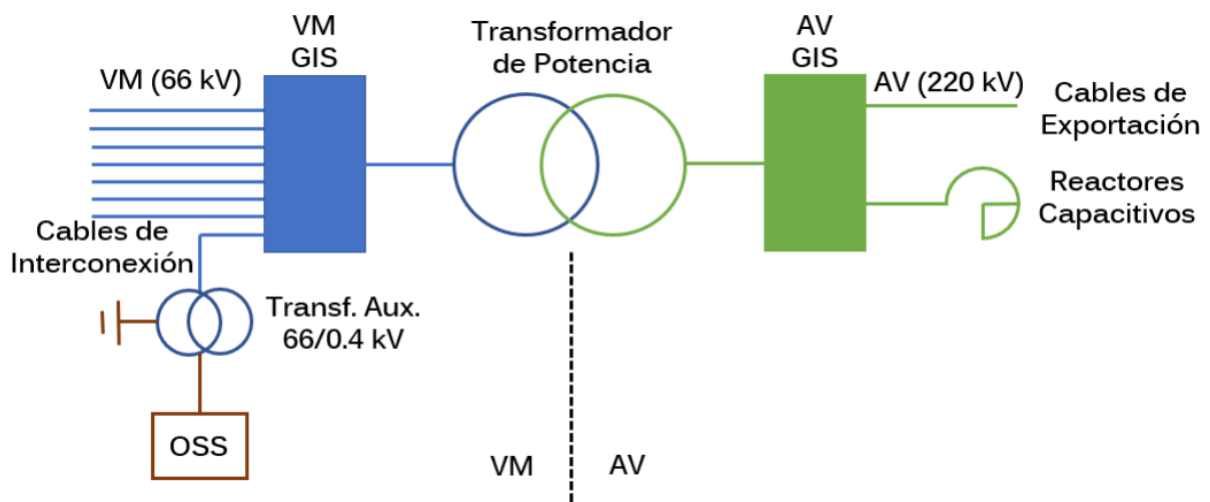 VM
GIS
VM (66 kV)
Transformador
de Potencia
AV
GIS
AV (220 kV)
Cables de
Exportación
Reactores
Capacitivos
Cables de
Interconexión
Transf. Aux.
66/0.4 kV
OSS
VM
AV